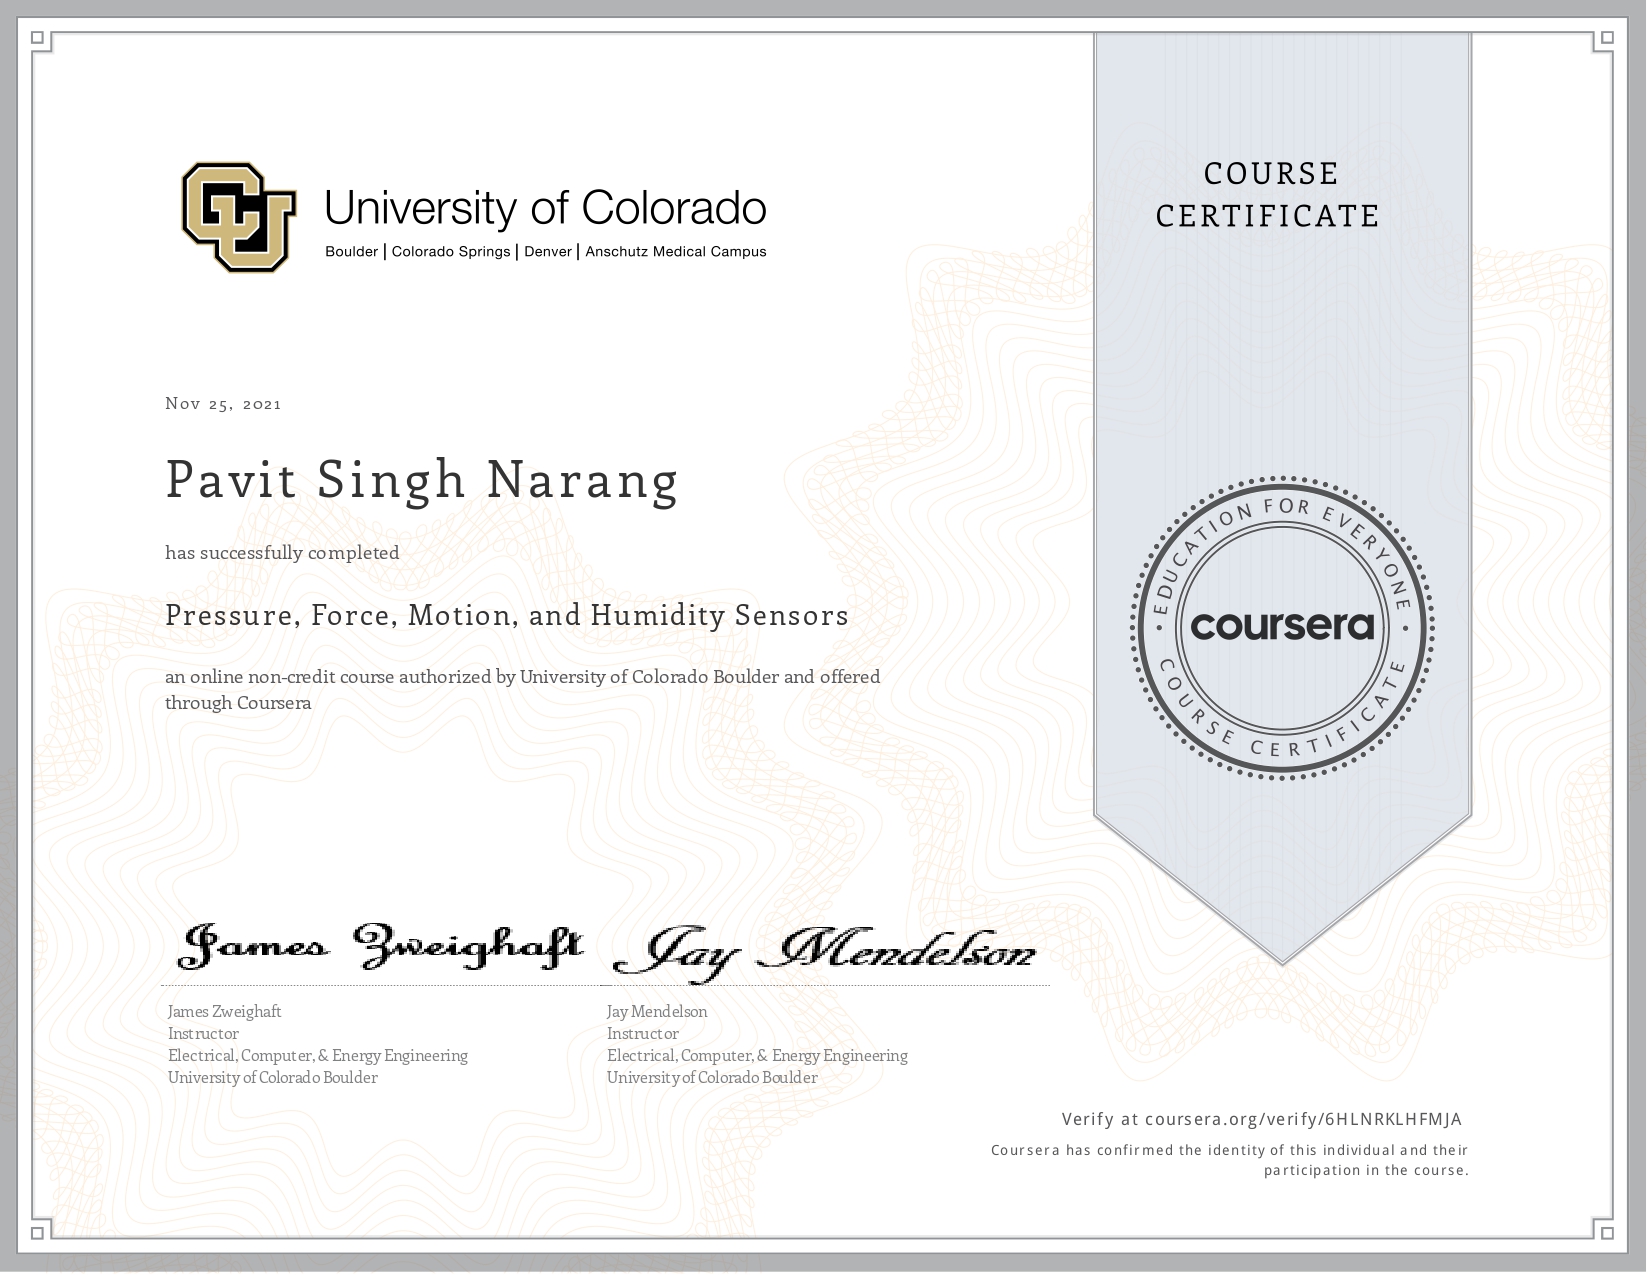 University of Colorado
Boulder | Colorado Springs | Denver | Anschutz Medical Campus
COURSE
CERTIFICATE
Nov 25, 2021
Pavit Singh Narang
has successfully completed
Pressure, Force, Motion, and Humidity Sensors
an online non-credit course authorized by University of Colorado Boulder and offered
through Coursera
EDUCATION FOR EVERYONE
coursera
COURSE CERTIFICATE
James Zweighaft
Jay Mendelson
James Zweighaft
Instructor
Electrical, Computer, & Energy Engineering
University of Colorado Boulder
Jay Mendelson
Instructor
Electrical, Computer, & Energy Engineering
University of Colorado Boulder
Verify at coursera.org/verify/6HLNRKLHFMJA
Coursera has confirmed the identity of this individual and their
participation in the course.